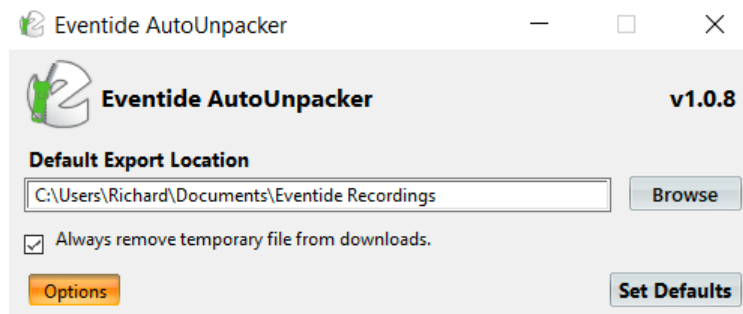 Eventide AutoUnpacker
Eventide AutoUnpacker v1.0.8
Default Export Location
C:\Users\Richard\Documents\Eventide Recordings Browse
Always remove temporary file from downloads.
Options Set Defaults